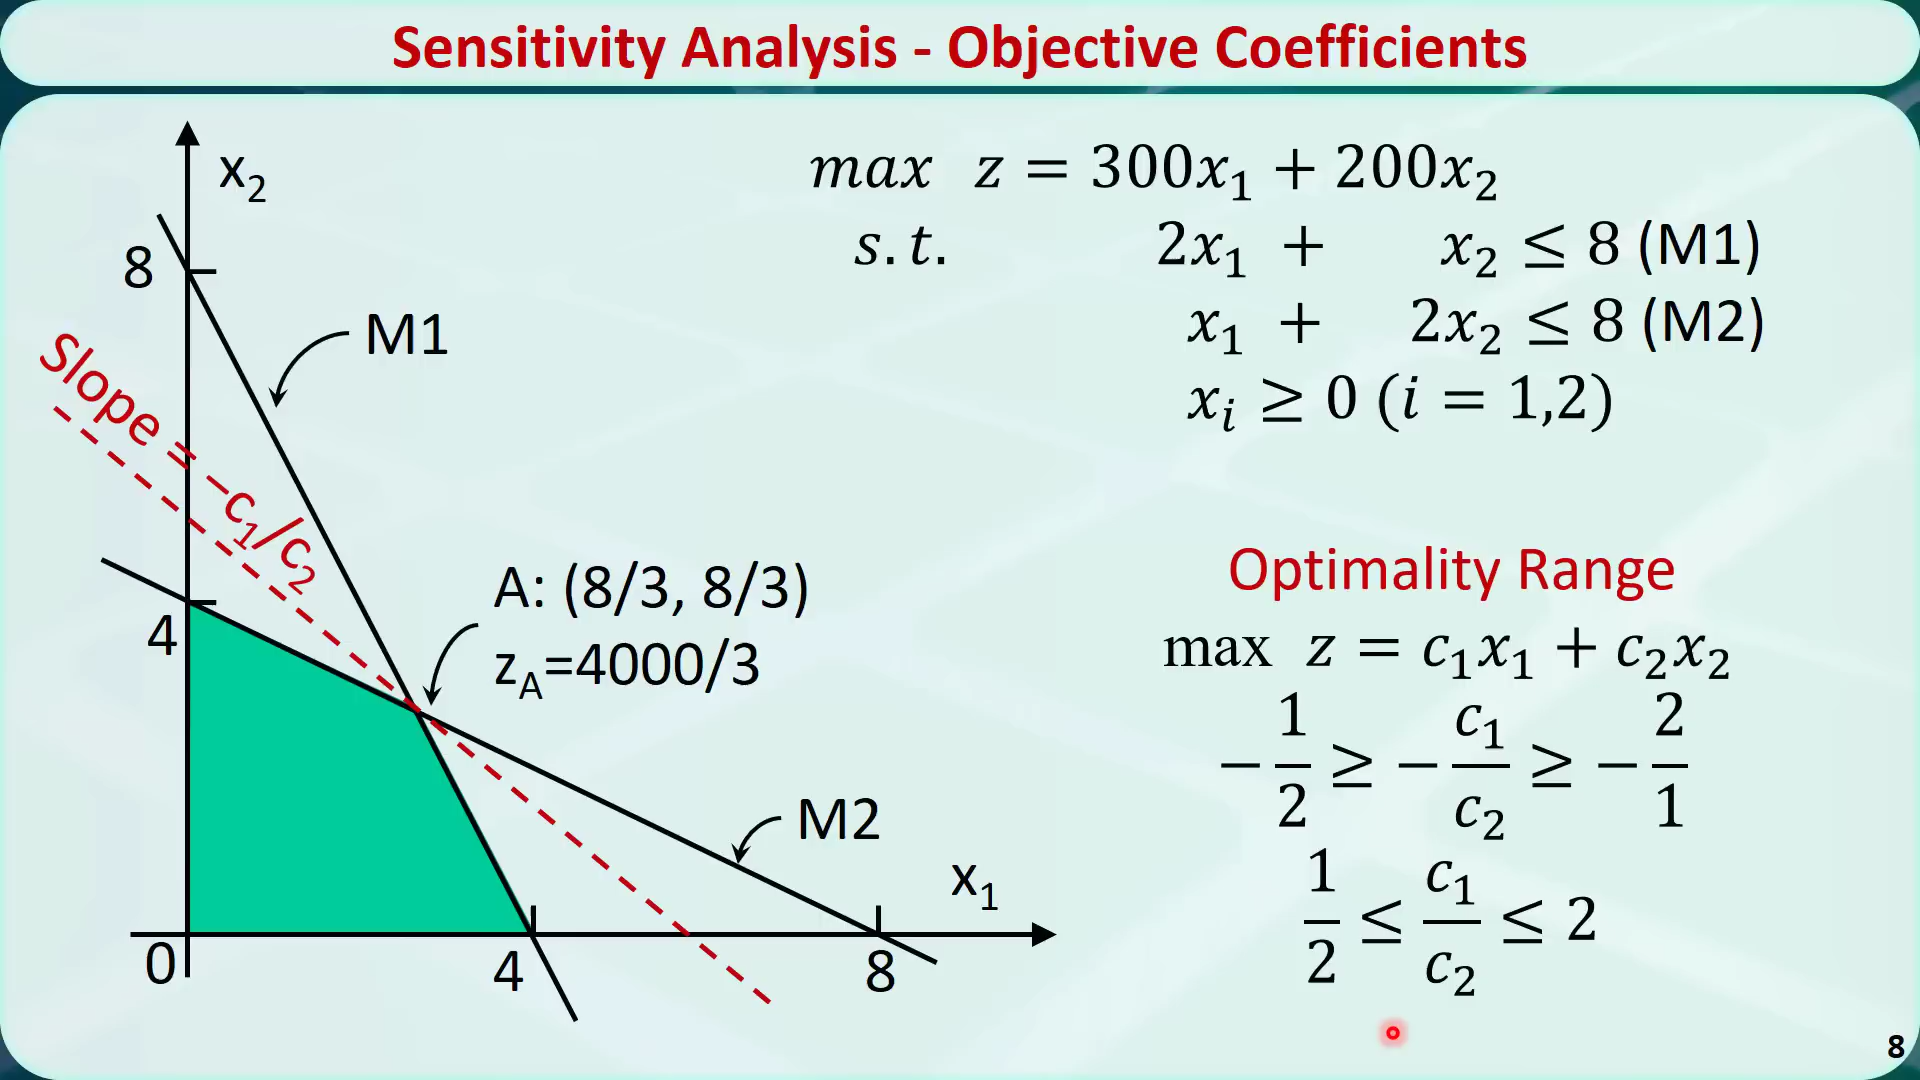 Sensitivity Analysis - Objective Coefficients
x₂
8
M1
Slope = -c₁/c₂
A: (8/3, 8/3)
z_A=4000/3
4
M2
x₁
0
4
8
max z = 300x₁ + 200x₂
s.t. 2x₁ + x₂ ≤ 8 (M1)
x₁ + 2x₂ ≤ 8 (M2)
xᵢ ≥ 0 (i = 1,2)
Optimality Range
max z = c₁x₁ + c₂x₂
-1/2 ≥ -c₁/c₂ ≥ -2/1
1/2 ≤ c₁/c₂ ≤ 2
8